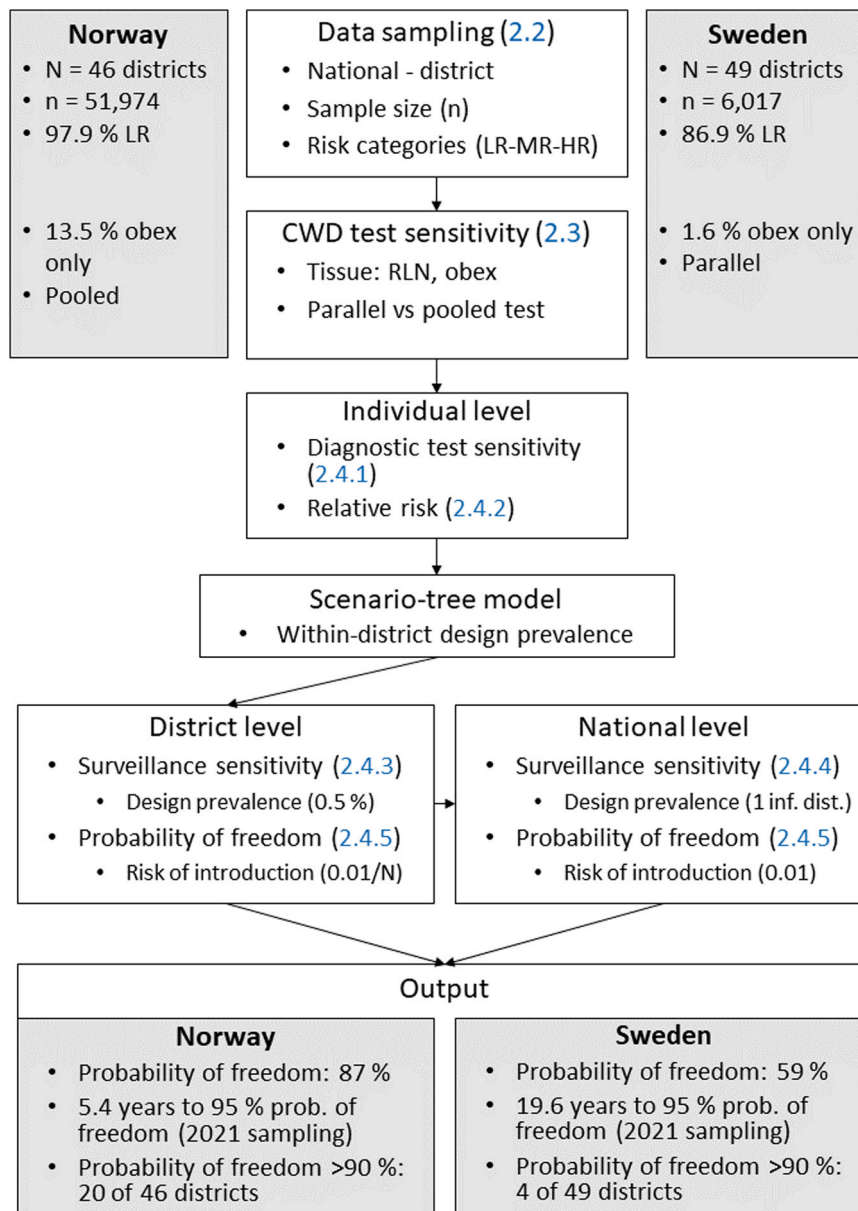 Norway
• N = 46 districts
• n = 51,974
• 97.9 % LR
• 13.5 % obex
only
• Pooled
Data sampling (2.2)
• National - district
• Sample size (n)
• Risk categories (LR-MR-HR)
Sweden
• N = 49 districts
• n = 6,017
• 86.9 % LR
• 1.6 % obex only
• Parallel
CWD test sensitivity (2.3)
• Tissue: RLN, obex
• Parallel vs pooled test
Individual level
• Diagnostic test sensitivity
(2.4.1)
• Relative risk (2.4.2)
Scenario-tree model
• Within-district design prevalence
District level
• Surveillance sensitivity (2.4.3)
• Design prevalence (0.5 %)
• Probability of freedom (2.4.5)
• Risk of introduction (0.01/N)
National level
• Surveillance sensitivity (2.4.4)
• Design prevalence (1 inf. dist.)
• Probability of freedom (2.4.5)
• Risk of introduction (0.01)
Output
Norway
• Probability of freedom: 87 %
• 5.4 years to 95 % prob. of
freedom (2021 sampling)
• Probability of freedom >90 %:
20 of 46 districts
Sweden
• Probability of freedom: 59 %
• 19.6 years to 95 % prob. of
freedom (2021 sampling)
• Probability of freedom >90 %:
4 of 49 districts